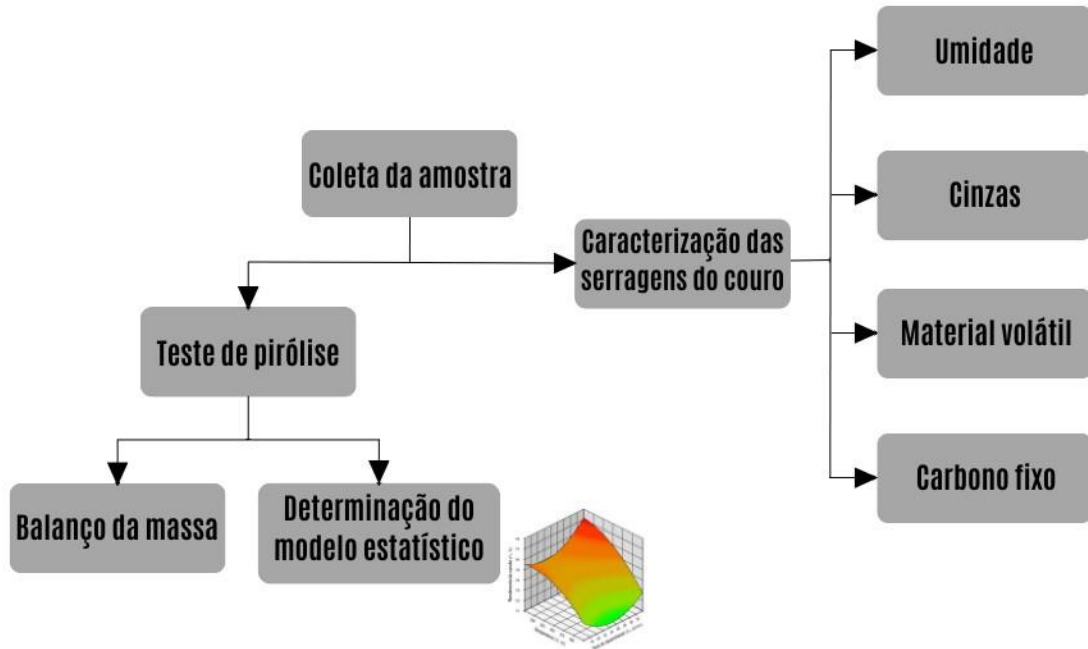 Umidade
Coleta da amostra
Cinzas
Caracterização das
serragens do couro
Teste de pirólise
Material volátil
Balanço da massa
Determinação do
modelo estatístico
Carbono fixo